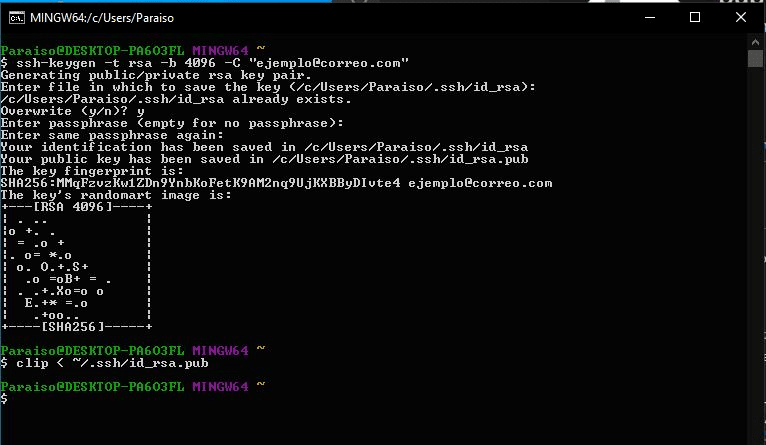 MINGW64:/c/Users/Paraiso
Paraiso@DESKTOP-PA6O3FL MINGW64 ~
$ ssh-keygen -t rsa -b 4096 -C "ejemplo@correo.com"
Generating public/private rsa key pair.
Enter file in which to save the key (/c/Users/Paraiso/.ssh/id_rsa):
/c/Users/Paraiso/.ssh/id_rsa already exists.
Overwrite (y/n)? y
Enter passphrase (empty for no passphrase):
Enter same passphrase again:
Your identification has been saved in /c/Users/Paraiso/.ssh/id_rsa
Your public key has been saved in /c/Users/Paraiso/.ssh/id_rsa.pub
The key fingerprint is:
SHA256:MMqFzvzKw1ZDn9YnbKoFetK9AM2nq9UjKXBByDIvte4 ejemplo@correo.com
The key's randomart image is:
+---[RSA 4096]----+
| . ..            |
|o +. .           |
| = .o +          |
|. o= *.o         |
| o. O.+.S+       |
|  .o =oB+ = .    |
| . .+.Xo=o o     |
|  E.+* =.o       |
|   .+oo..        |
+----[SHA256]-----+
Paraiso@DESKTOP-PA6O3FL MINGW64 ~
$ clip < ~/.ssh/id_rsa.pub
Paraiso@DESKTOP-PA6O3FL MINGW64 ~
$